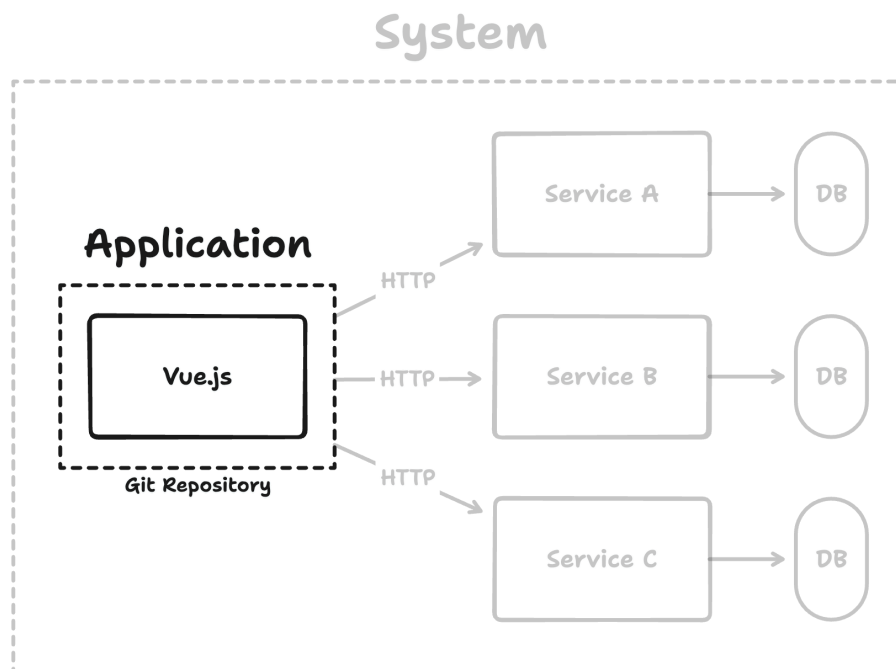 System
Application
Vue.js
Git Repository
HTTP
HTTP
HTTP
Service A
DB
Service B
DB
Service C
DB